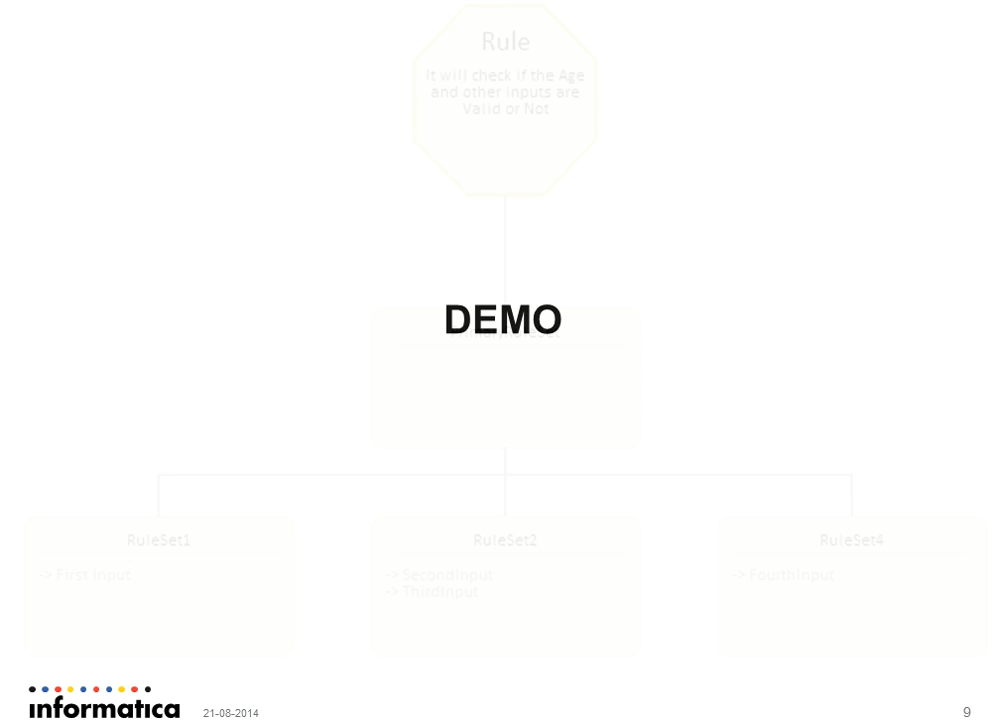 Rule
It will check if the Age
and other inputs are
Valid or Not
DEMO
RuleSet1
-> First Input
RuleSet2
-> SecondInput
-> ThirdInput
RuleSet4
-> FourthInput
informatica
21-08-2014
9